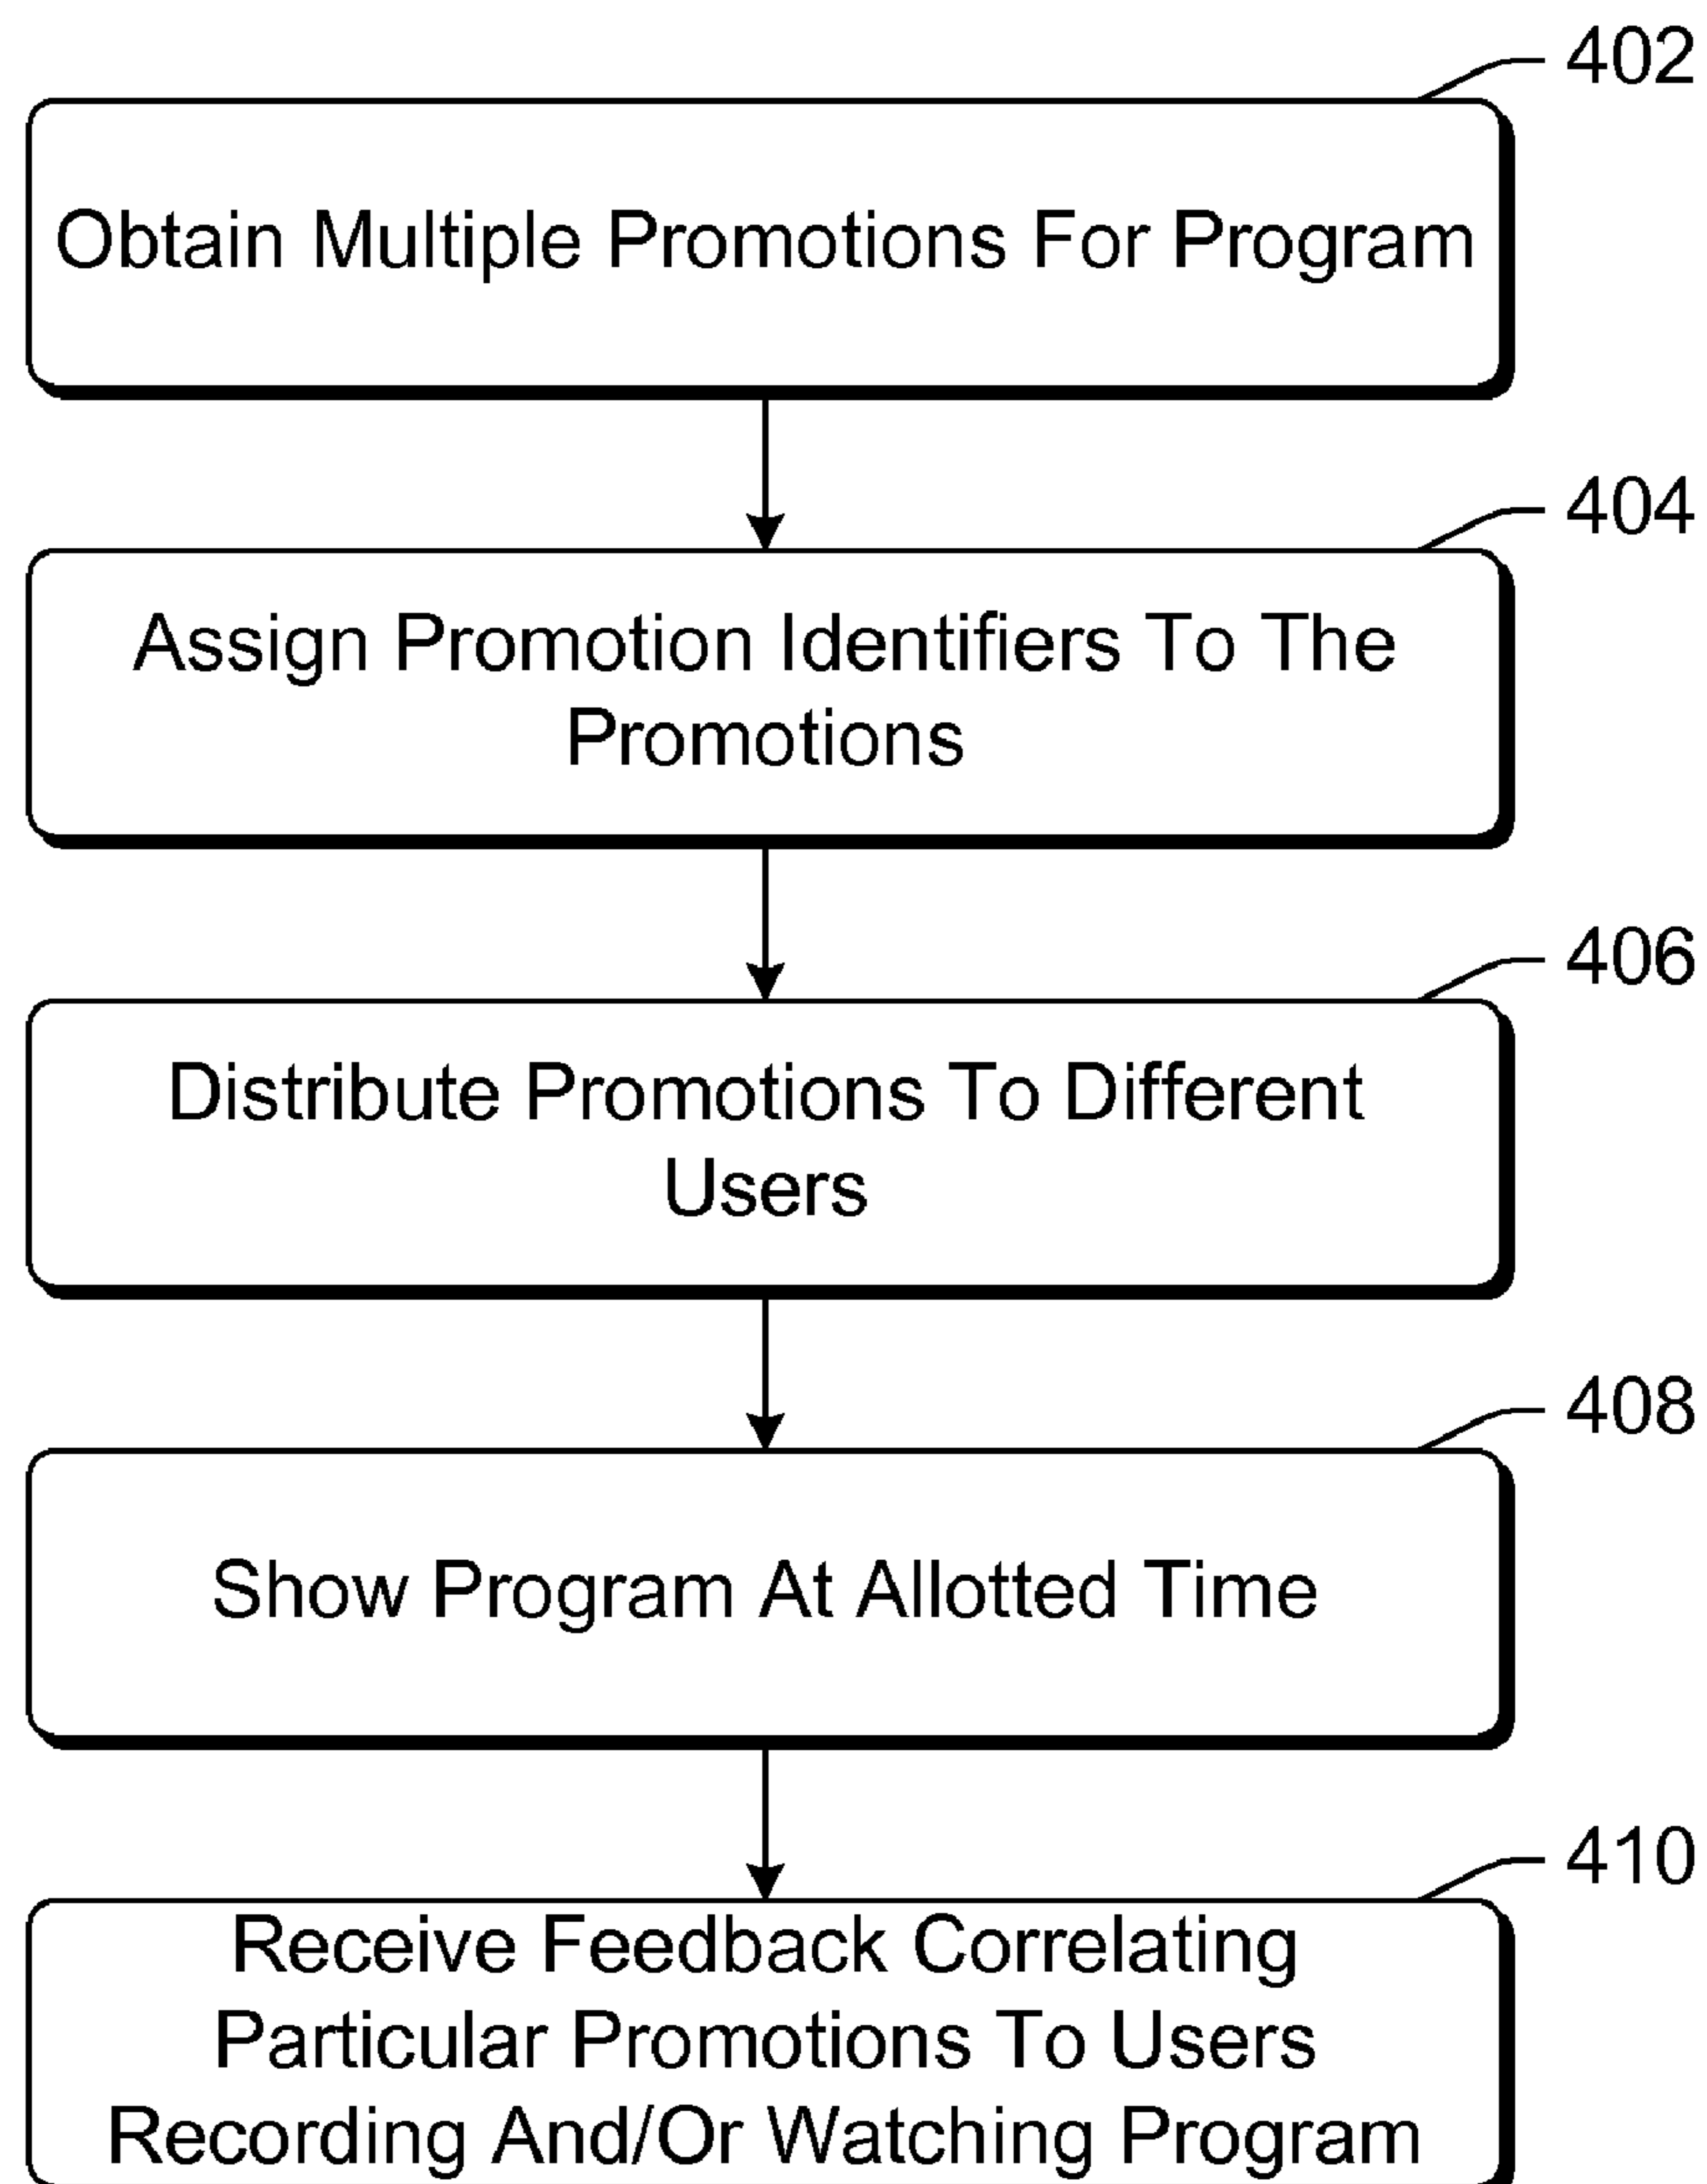 402
Obtain Multiple Promotions For Program
404
Assign Promotion Identifiers To The
Promotions
406
Distribute Promotions To Different
Users
408
Show Program At Allotted Time
410
Receive Feedback Correlating
Particular Promotions To Users
Recording And/Or Watching Program